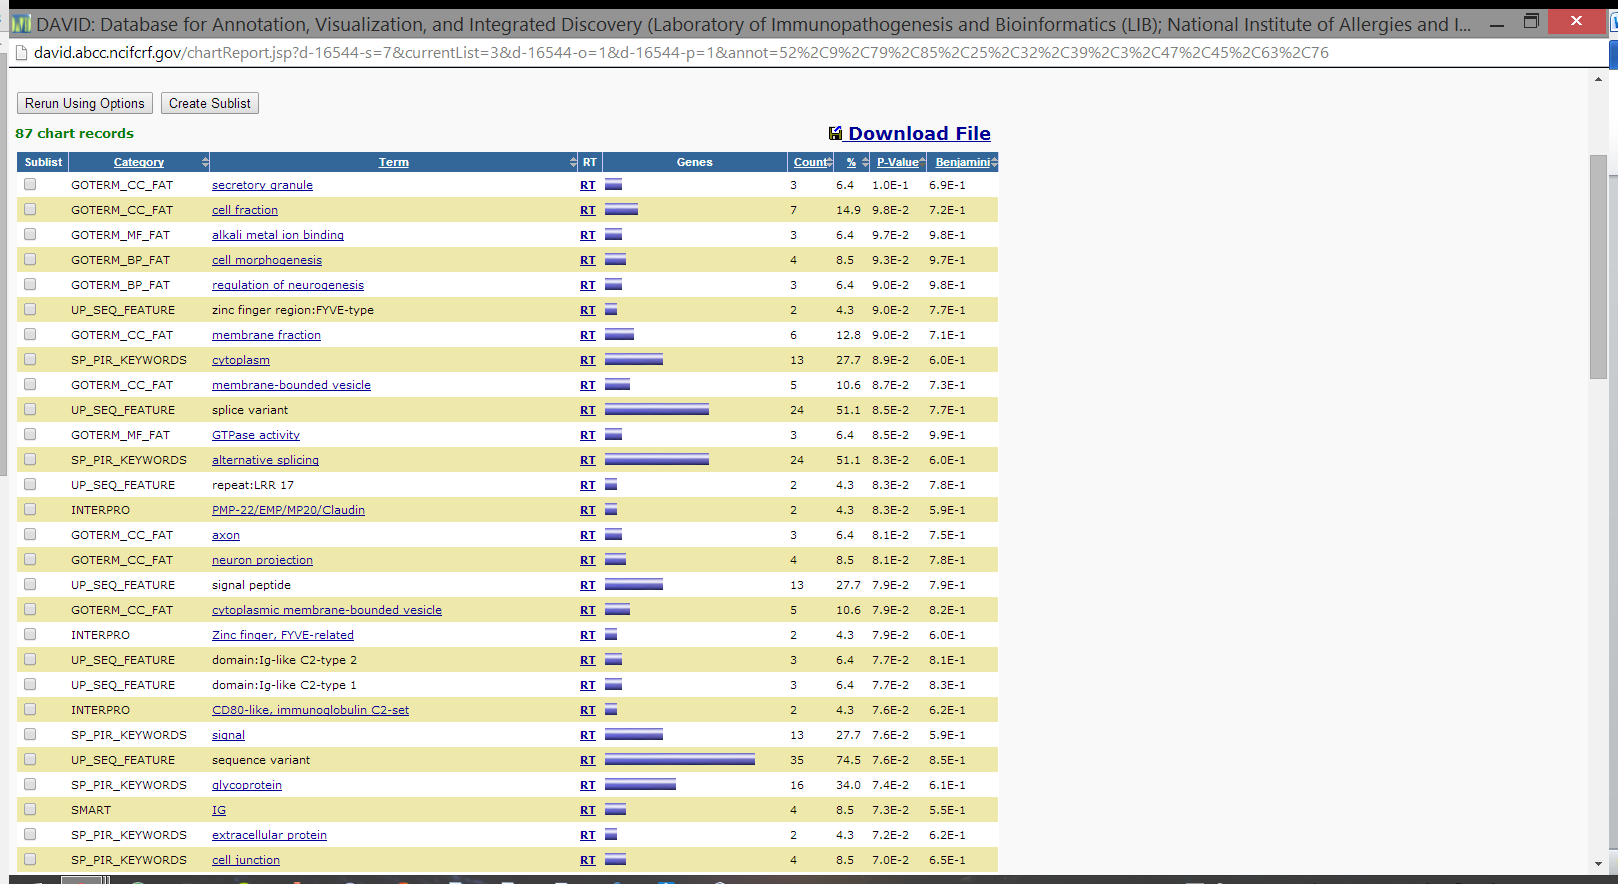 DAVID: Database for Annotation, Visualization, and Integrated Discovery (Laboratory of Immunopathogenesis and Bioinformatics (LIB); National Institute of Allergies and I...
david.abcc.ncifcrf.gov/chartReport.jsp?d-16544-s=7&currentList=3&d-16544-o=1&d-16544-p=1&annot=52%2C9%2C79%2C85%2C25%2C32%2C39%2C3%2C47%2C45%2C63%2C76
Rerun Using Options Create Sublist
87 chart records Download File
Sublist Category Term RT Genes Count % P-Value Benjamini
GOTERM_CC_FAT secretory granule RT 3 6.4 1.0E-1 6.9E-1
GOTERM_CC_FAT cell fraction RT 7 14.9 9.8E-2 7.2E-1
GOTERM_MF_FAT alkali metal ion binding RT 3 6.4 9.7E-2 9.8E-1
GOTERM_BP_FAT cell morphogenesis RT 4 8.5 9.3E-2 9.7E-1
GOTERM_BP_FAT regulation of neurogenesis RT 3 6.4 9.0E-2 9.8E-1
UP_SEQ_FEATURE zinc finger region:FYVE-type RT 2 4.3 9.0E-2 7.7E-1
GOTERM_CC_FAT membrane fraction RT 6 12.8 9.0E-2 7.1E-1
SP_PIR_KEYWORDS cytoplasm RT 13 27.7 8.9E-2 6.0E-1
GOTERM_CC_FAT membrane-bounded vesicle RT 5 10.6 8.7E-2 7.3E-1
UP_SEQ_FEATURE splice variant RT 24 51.1 8.5E-2 7.7E-1
GOTERM_MF_FAT GTPase activity RT 3 6.4 8.5E-2 9.9E-1
SP_PIR_KEYWORDS alternative splicing RT 24 51.1 8.3E-2 6.0E-1
UP_SEQ_FEATURE repeat:LRR 17 RT 2 4.3 8.3E-2 7.8E-1
INTERPRO PMP-22/EMP/MP20/Claudin RT 2 4.3 8.3E-2 5.9E-1
GOTERM_CC_FAT axon RT 3 6.4 8.1E-2 7.5E-1
GOTERM_CC_FAT neuron projection RT 4 8.5 8.1E-2 7.8E-1
UP_SEQ_FEATURE signal peptide RT 13 27.7 7.9E-2 7.9E-1
GOTERM_CC_FAT cytoplasmic membrane-bounded vesicle RT 5 10.6 7.9E-2 8.2E-1
INTERPRO Zinc finger, FYVE-related RT 2 4.3 7.9E-2 6.0E-1
UP_SEQ_FEATURE domain:Ig-like C2-type 2 RT 3 6.4 7.7E-2 8.1E-1
UP_SEQ_FEATURE domain:Ig-like C2-type 1 RT 3 6.4 7.7E-2 8.3E-1
INTERPRO CD80-like, immunoglobulin C2-set RT 2 4.3 7.6E-2 6.2E-1
SP_PIR_KEYWORDS signal RT 13 27.7 7.6E-2 5.9E-1
UP_SEQ_FEATURE sequence variant RT 35 74.5 7.6E-2 8.5E-1
SP_PIR_KEYWORDS glycoprotein RT 16 34.0 7.4E-2 6.1E-1
SMART IG RT 4 8.5 7.3E-2 5.5E-1
SP_PIR_KEYWORDS extracellular protein RT 2 4.3 7.2E-2 6.2E-1
SP_PIR_KEYWORDS cell junction RT 4 8.5 7.0E-2 6.5E-1